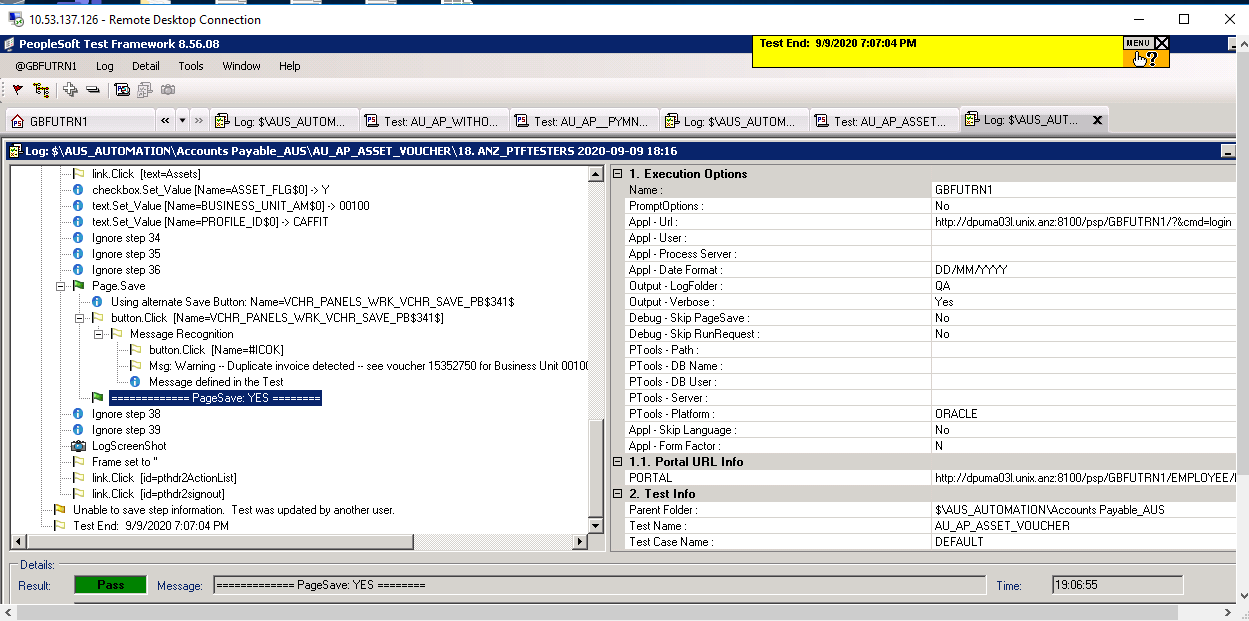 10.53.137.126 - Remote Desktop Connection
PeopleSoft Test Framework 8.56.08
Test End: 9/9/2020 7:07:04 PM
MENU
?
@GBFUTRN1 Log Detail Tools Window Help
GBFUTRN1
Log: $\AUS_AUTOM...
Test: AU_AP_WITHO...
Test: AU_AP__PYMN...
Log: $\AUS_AUTOM...
Test: AU_AP_ASSET...
Log: $\AUS_AUT...
Log: $\AUS_AUTOMATION\Accounts Payable_AUS\AU_AP_ASSET_VOUCHER\18. ANZ_PTFTESTERS 2020-09-09 18:16
link.Click [text=Assets]
checkbox.Set_Value [Name=ASSET_FLG$0] -> Y
text.Set_Value [Name=BUSINESS_UNIT_AM$0] -> 00100
text.Set_Value [Name=PROFILE_ID$0] -> CAFFIT
Ignore step 34
Ignore step 35
Ignore step 36
Page.Save
Using alternate Save Button: Name=VCHR_PANELS_WRK_VCHR_SAVE_PB$341$
button.Click [Name=VCHR_PANELS_WRK_VCHR_SAVE_PB$341$]
Message Recognition
button.Click [Name=#ICOK]
Msg: Warning -- Duplicate invoice detected -- see voucher 15352750 for Business Unit 00100
Message defined in the Test
============= PageSave: YES ========
Ignore step 38
Ignore step 39
LogScreenShot
Frame set to ''
link.Click [id=pthdr2ActionList]
link.Click [id=pthdr2signout]
Unable to save step information. Test was updated by another user.
Test End: 9/9/2020 7:07:04 PM
1. Execution Options
Name : GBFUTRN1
PromptOptions : No
Appl - Url : http://dpuma03l.unix.anz:8100/psp/GBFUTRN1/?&cmd=login
Appl - User :
Appl - Process Server :
Appl - Date Format : DD/MM/YYYY
Output - LogFolder : QA
Output - Verbose : Yes
Debug - Skip PageSave : No
Debug - Skip RunRequest : No
PTools - Path :
PTools - DB Name :
PTools - DB User :
PTools - Server :
PTools - Platform : ORACLE
Appl - Skip Language : No
Appl - Form Factor : N
1.1. Portal URL Info
PORTAL http://dpuma03l.unix.anz:8100/psp/GBFUTRN1/EMPLOYEE/
2. Test Info
Parent Folder : $\AUS_AUTOMATION\Accounts Payable_AUS
Test Name : AU_AP_ASSET_VOUCHER
Test Case Name : DEFAULT
Details:
Result: Pass Message: ============= PageSave: YES ======== Time: 19:06:55